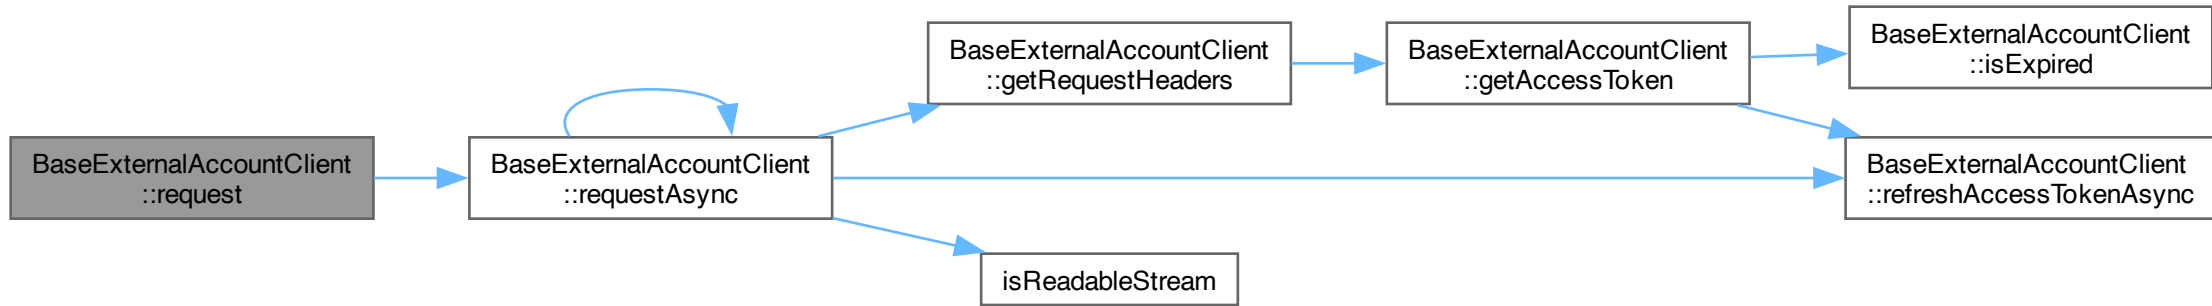 BaseExternalAccountClient
::request
BaseExternalAccountClient
::requestAsync
BaseExternalAccountClient
::getRequestHeaders
BaseExternalAccountClient
::getAccessToken
BaseExternalAccountClient
::isExpired
BaseExternalAccountClient
::refreshAccessTokenAsync
isReadableStream